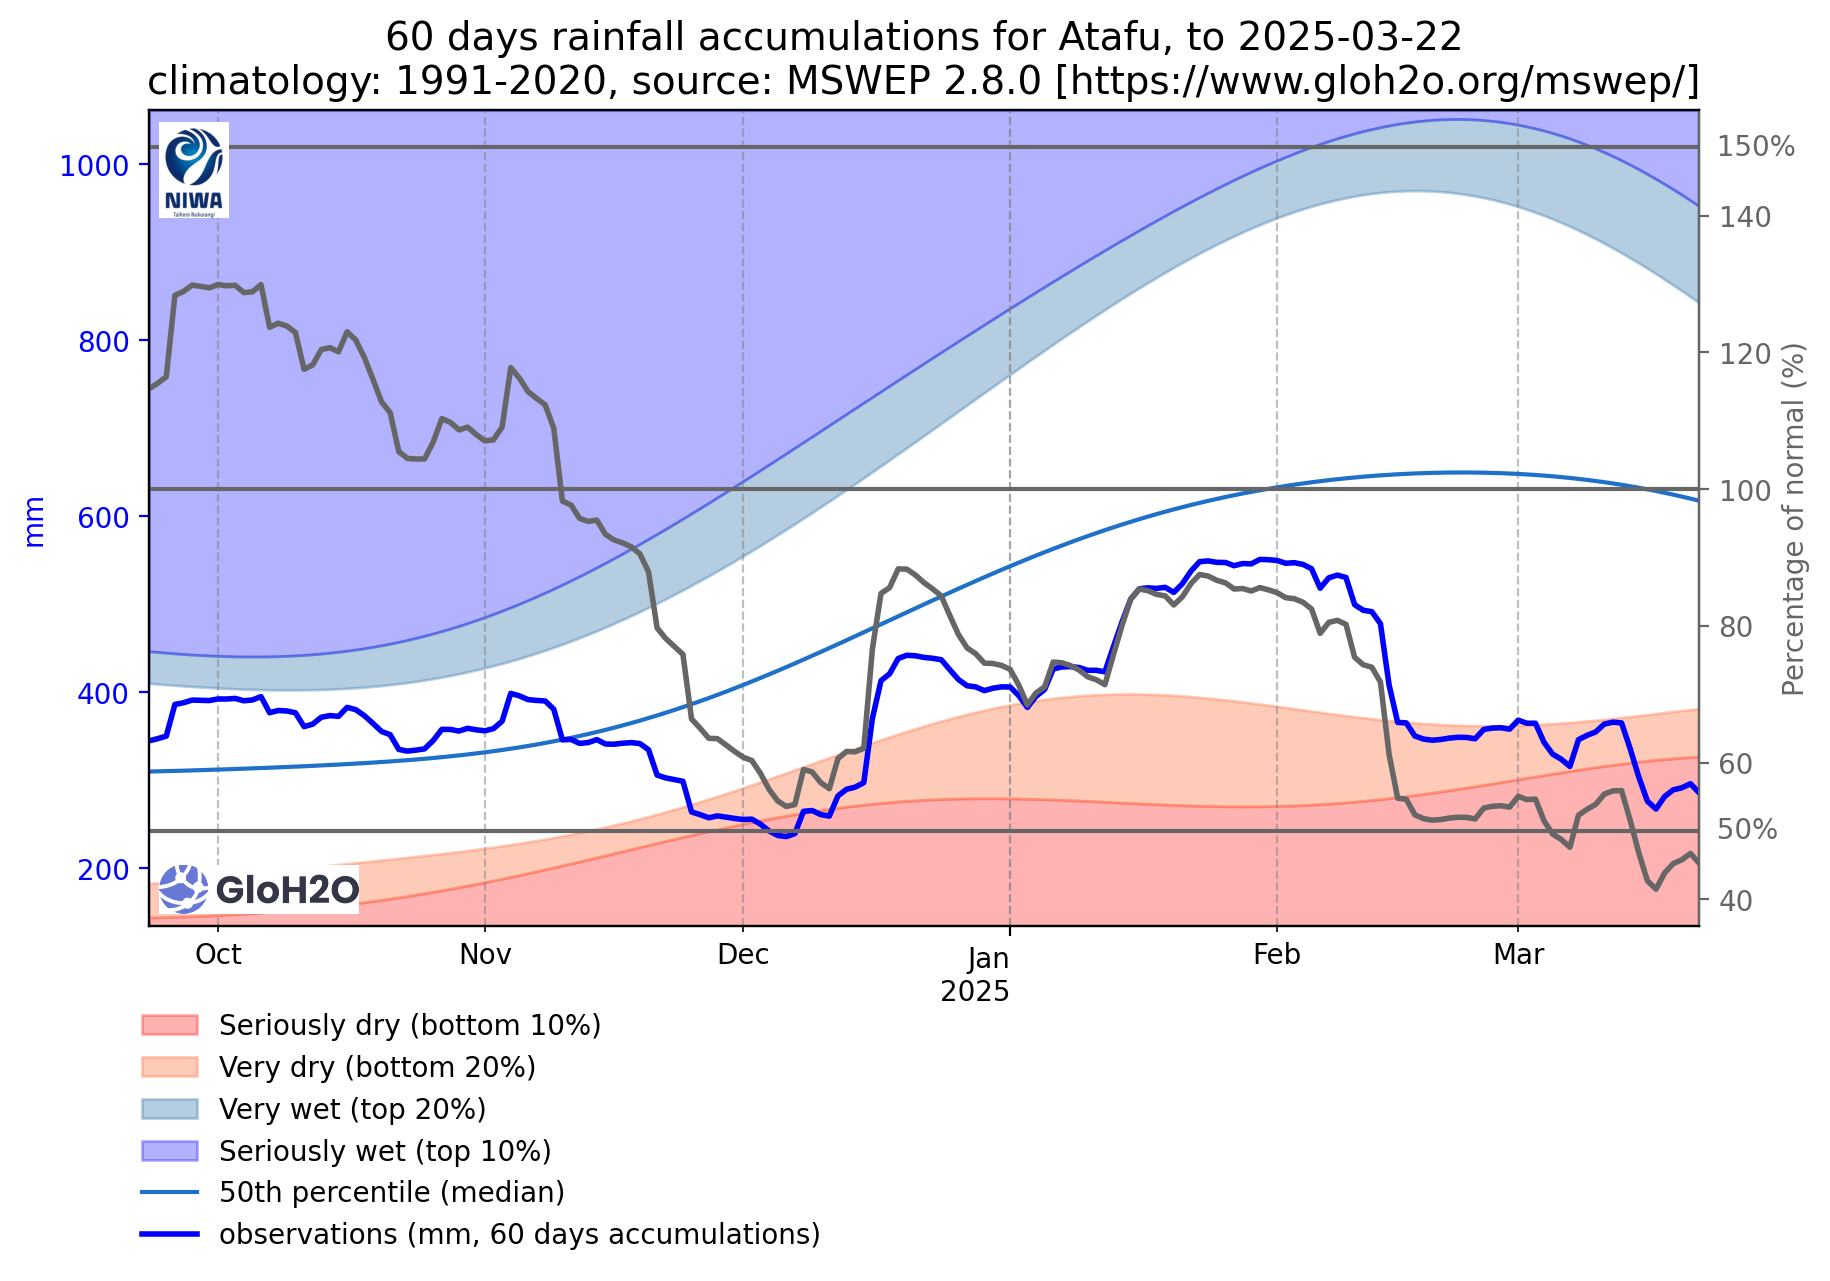 60 days rainfall accumulations for Atafu, to 2025-03-22
climatology: 1991-2020, source: MSWEP 2.8.0 [https://www.gloh2o.org/mswep/]
NIWA
Taihoro Nukurangi
1000
800
600
400
200
mm
150%
140
120
100
80
60
50%
40
Percentage of normal (%)
GloH2O
Oct
Nov
Dec
Jan
2025
Feb
Mar
Seriously dry (bottom 10%)
Very dry (bottom 20%)
Very wet (top 20%)
Seriously wet (top 10%)
50th percentile (median)
observations (mm, 60 days accumulations)